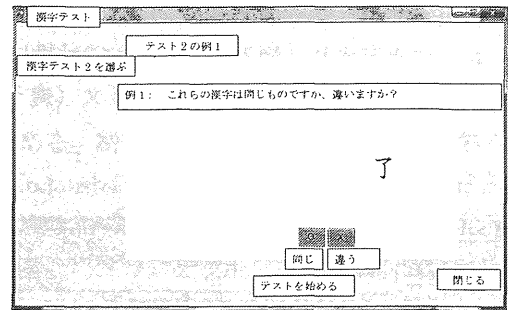 漢字テスト
テスト2の例1
漢字テスト2を選ぶ
例1: これらの漢字は同じものですか、違いますか?
了
同じ 違う
テストを始める
閉じる